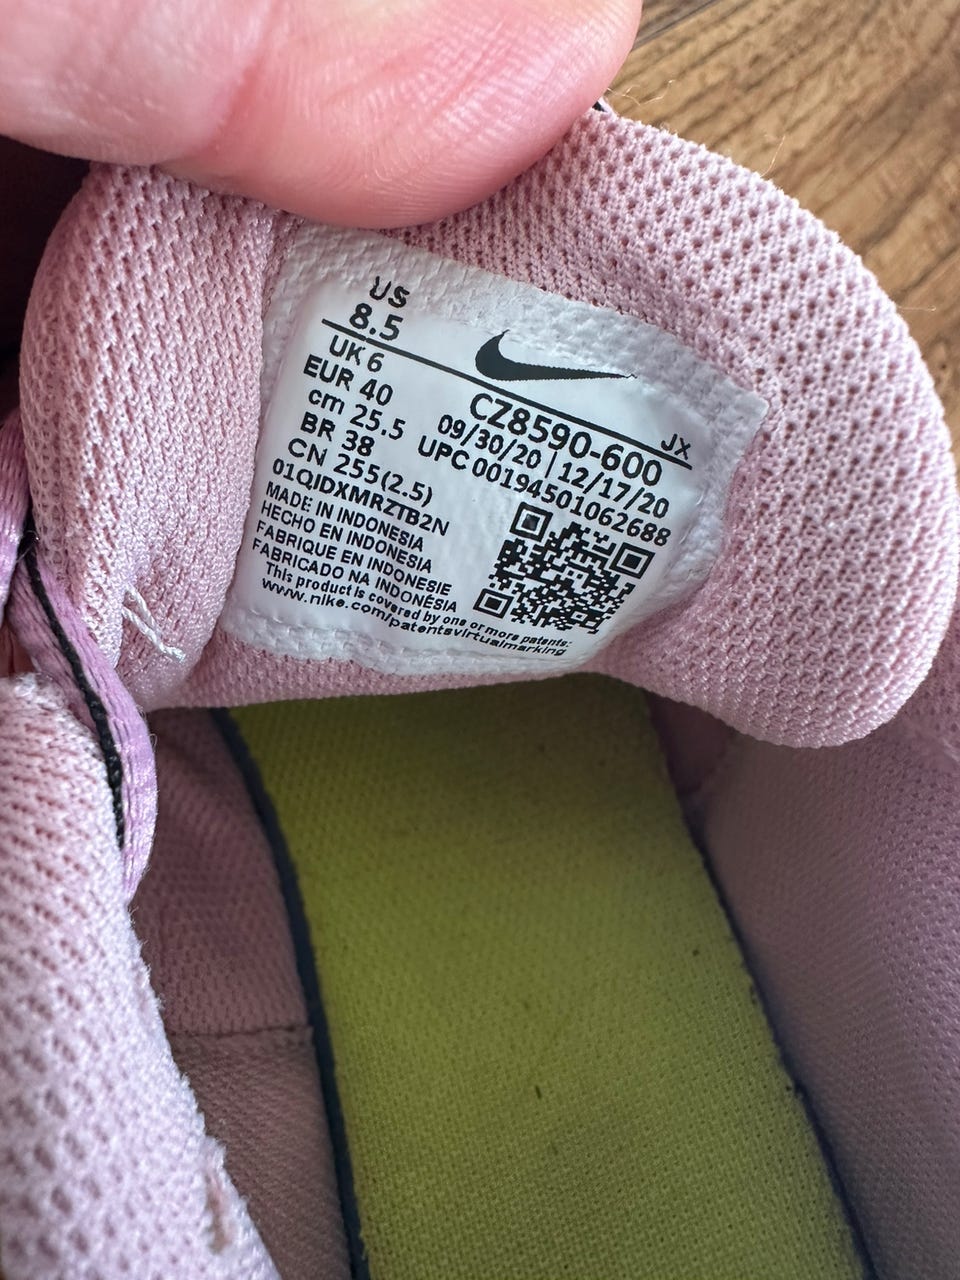 US
8.5
UK 6
EUR 40
cm 25.5
BR 38
CN 255(2.5)
01QIDXMRZTB2N
MADE IN INDONESIA
HECHO EN INDONESIA
FABRIQUE EN INDONESIE
FABRICADO NA INDONÉSIA
This product is covered by one or more patents:
www.nike.com/patentsvirtualmarking
JX
CZ8590-600
09/30/20 | 12/17/20
UPC 00194501062688